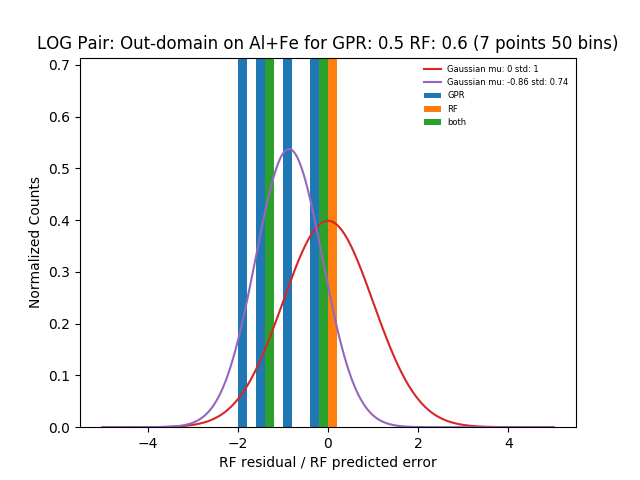 LOG Pair: Out-domain on Al+Fe for GPR: 0.5 RF: 0.6 (7 points 50 bins)
Gaussian mu: 0 std: 1
Gaussian mu: -0.86 std: 0.74
GPR
RF
both
Normalized Counts
0.7
0.6
0.5
0.4
0.3
0.2
0.1
0.0
−4 −2 0 2 4
RF residual / RF predicted error